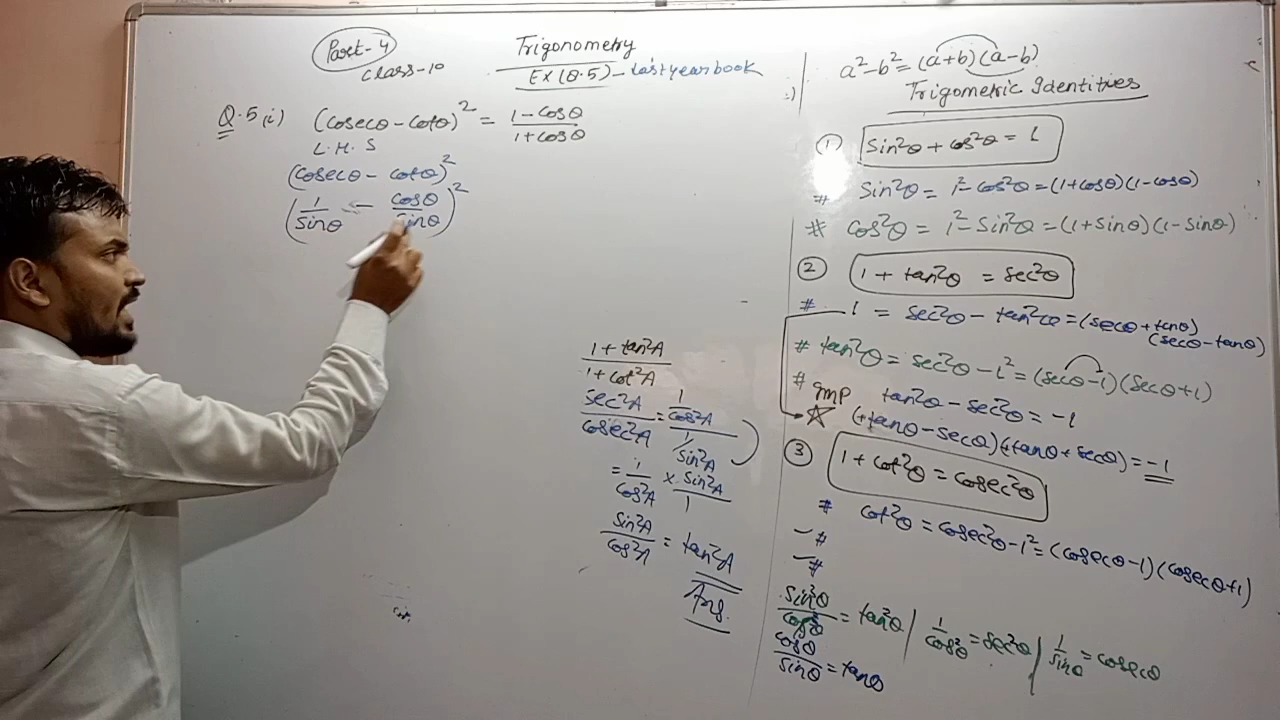 Part-4
Class-10
Trigonometry
Ex (8.5) - last year book
Q.5 (i) (cosecθ - cotθ)² = (1 - cosθ)/(1 + cosθ)
L.H.S
(cosecθ - cotθ)²
(1/sinθ - cosθ/sinθ)²
(1 + tan²A)/(1 + cot²A)
sec²A/cosec²A = (1/cos²A)/(1/sin²A)
= 1/cos²A × sin²A/1
sin²A/cos²A = tan²A
Ans.
a² - b² = (a+b)(a-b)
Trigometric Identities
① sin²θ + cos²θ = 1
# sin²θ = 1² - cos²θ = (1+cosθ)(1-cosθ)
# cos²θ = 1² - sin²θ = (1+sinθ)(1-sinθ)
② 1 + tan²θ = sec²θ
# 1 = sec²θ - tan²θ = (secθ + tanθ)
(secθ - tanθ)
# tan²θ = sec²θ - 1² = (secθ - 1)(secθ + 1)
# Imp tan²θ - sec²θ = -1
(+tanθ - secθ)(+tanθ + secθ) = -1
③ 1 + cot²θ = cosec²θ
# cot²θ = cosec²θ - 1² = (cosecθ - 1)(cosecθ + 1)
- #
- #
sin²θ/cos²θ = tan²θ / 1/cos²θ = sec²θ / 1/sinθ = cosecθ
cosθ/sinθ = tanθ